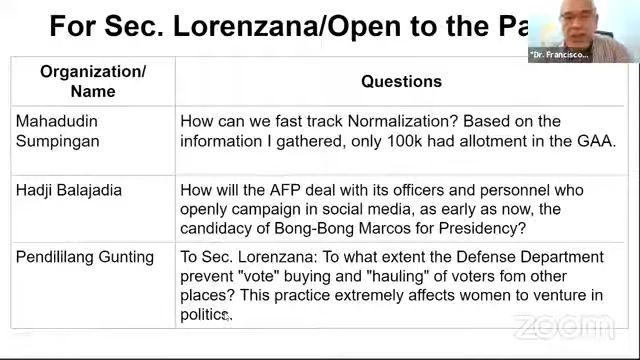 For Sec. Lorenzana/Open to the
*Dr. Francisco...
Organization/
Name
Questions
Mahadudin
Sumpingan
How can we fast track Normalization? Based on the
information I gathered, only 100k had allotment in the GAA.
Hadji Balajadia
How will the AFP deal with its officers and personnel who
openly campaign in social media, as early as now, the
candidacy of Bong-Bong Marcos for Presidency?
Pendililang Gunting
To Sec. Lorenzana: To what extent the Defense Department
prevent "vote" buying and "hauling" of voters fom other
places? This practice extremely affects women to venture in
politics.
zoom